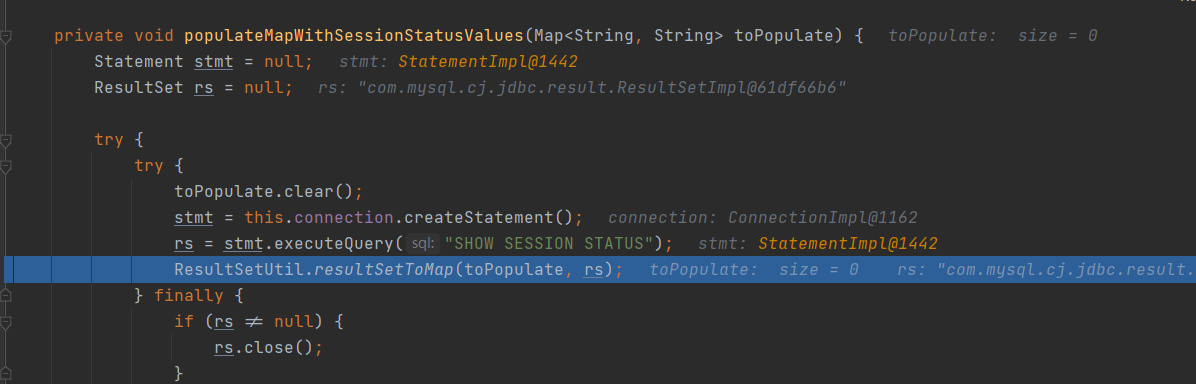 private void populateMapWithSessionStatusValues(Map<String, String> toPopulate) { toPopulate: size = 0
Statement stmt = null; stmt: StatementImpl@1442
ResultSet rs = null; rs: "com.mysql.cj.jdbc.result.ResultSetImpl@61df66b6"
try {
try {
toPopulate.clear();
stmt = this.connection.createStatement(); connection: ConnectionImpl@1162
rs = stmt.executeQuery( sql: "SHOW SESSION STATUS"); stmt: StatementImpl@1442
ResultSetUtil.resultSetToMap(toPopulate, rs); toPopulate: size = 0 rs: "com.mysql.cj.jdbc.result.
} finally {
if (rs ≠ null) {
rs.close();
}